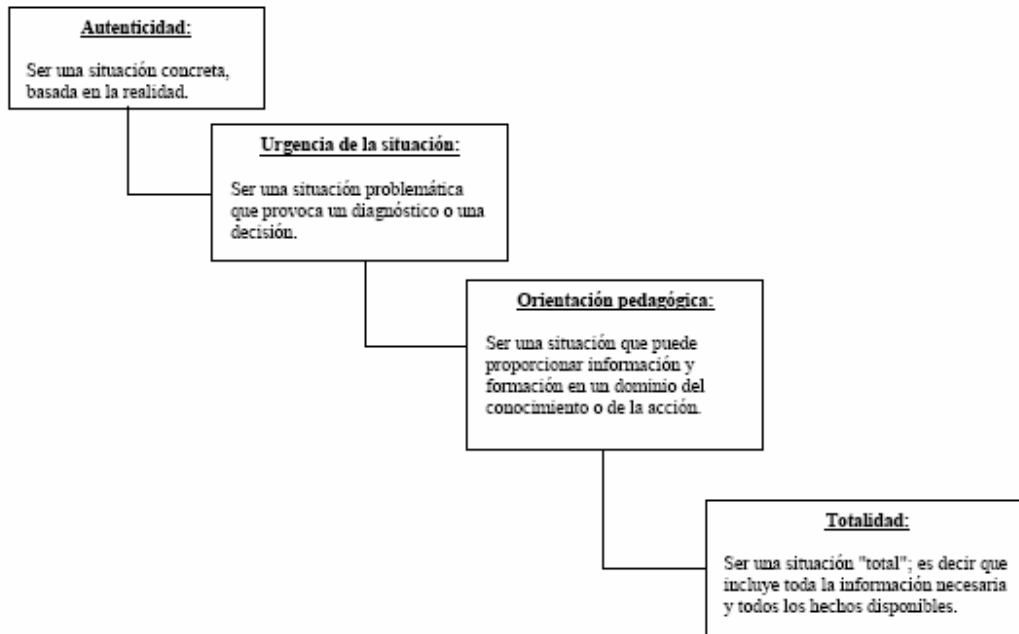 Autenticidad:
Ser una situación concreta,
basada en la realidad.
Urgencia de la situación:
Ser una situación problemática
que provoca un diagnóstico o una
decisión.
Orientación pedagógica:
Ser una situación que puede
proporcionar información y
formación en un dominio del
conocimiento o de la acción.
Totalidad:
Ser una situación "total"; es decir que
incluye toda la información necesaria
y todos los hechos disponibles.